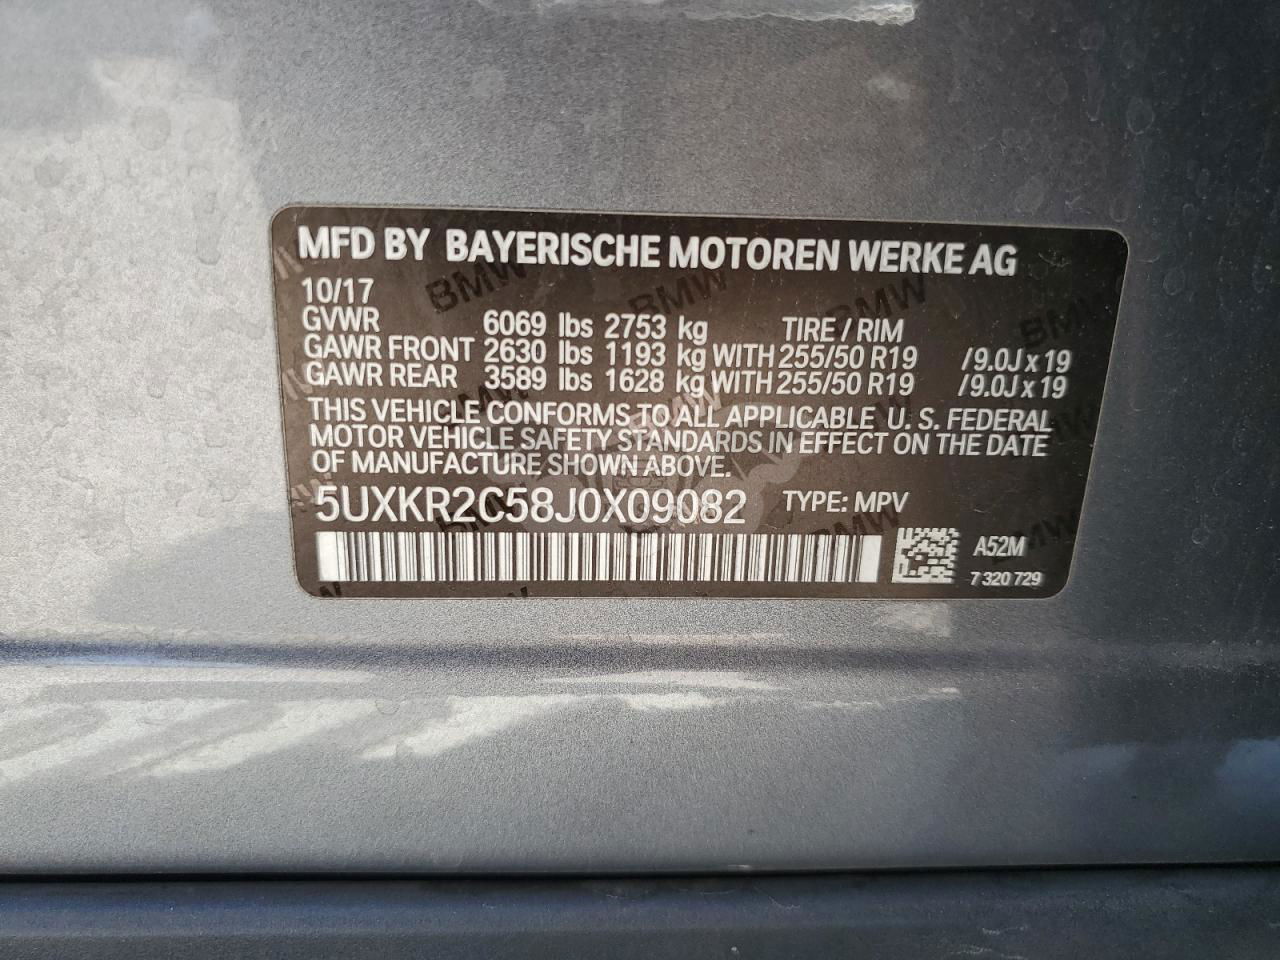 MFD BY BAYERISCHE MOTOREN WERKE AG
10/17
GVWR 6069 lbs 2753 kg TIRE / RIM
GAWR FRONT 2630 lbs 1193 kg WITH 255/50 R19 /9.0J x 19
GAWR REAR 3589 lbs 1628 kg WITH 255/50 R19 /9.0J x 19
THIS VEHICLE CONFORMS TO ALL APPLICABLE U. S. FEDERAL
MOTOR VEHICLE SAFETY STANDARDS IN EFFECT ON THE DATE
OF MANUFACTURE SHOWN ABOVE.
5UXKR2C58J0X09082 TYPE: MPV
A52M
7 320 729